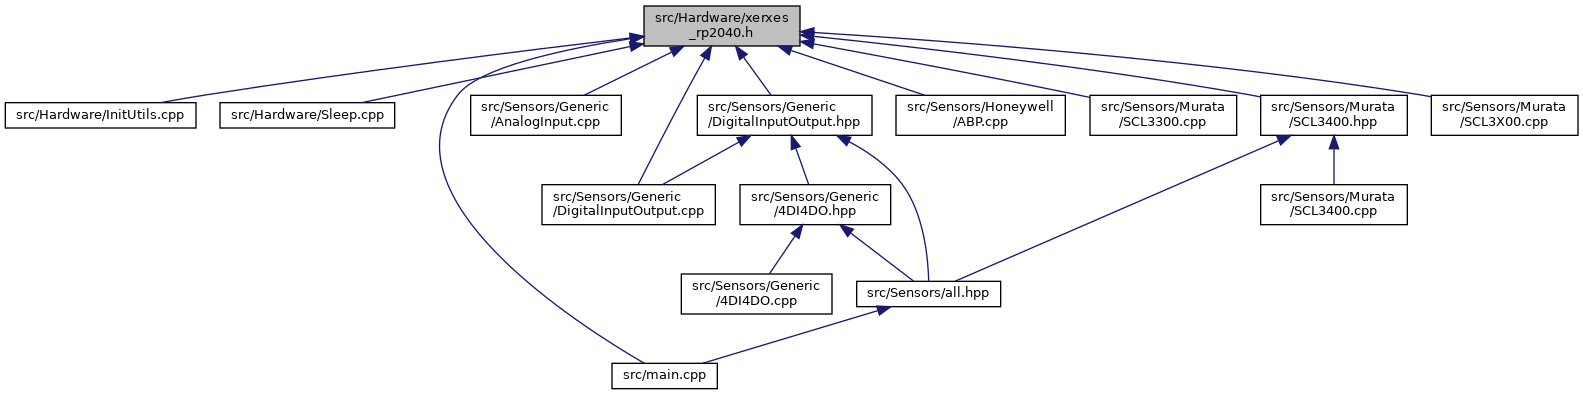 src/Hardware/xerxes
_rp2040.h
src/Hardware/InitUtils.cpp
src/Hardware/Sleep.cpp
src/Sensors/Generic
/AnalogInput.cpp
src/Sensors/Generic
/DigitalInputOutput.hpp
src/Sensors/Honeywell
/ABP.cpp
src/Sensors/Murata
/SCL3300.cpp
src/Sensors/Murata
/SCL3400.hpp
src/Sensors/Murata
/SCL3X00.cpp
src/Sensors/Generic
/DigitalInputOutput.cpp
src/Sensors/Generic
/4DI4DO.hpp
src/Sensors/Murata
/SCL3400.cpp
src/Sensors/Generic
/4DI4DO.cpp
src/Sensors/all.hpp
src/main.cpp